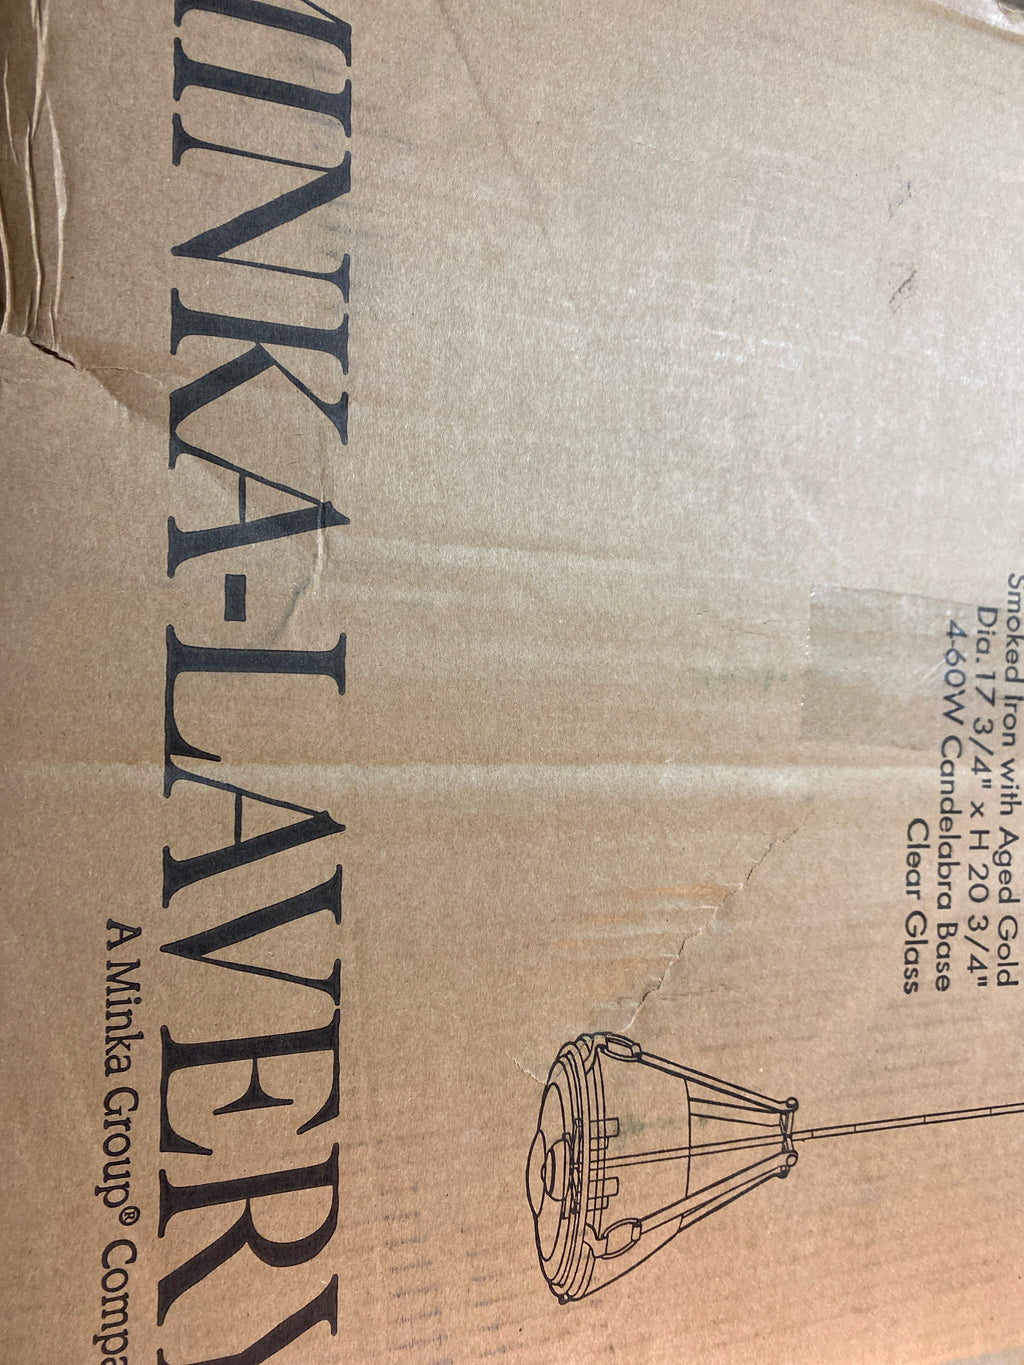 Smoked Iron with Aged Gold
Dia.17 3/4" x H 20 3/4"
4-60W Candelabra Base
Clear Glass
MINKA-LAVERY
A Minka Group® Compa